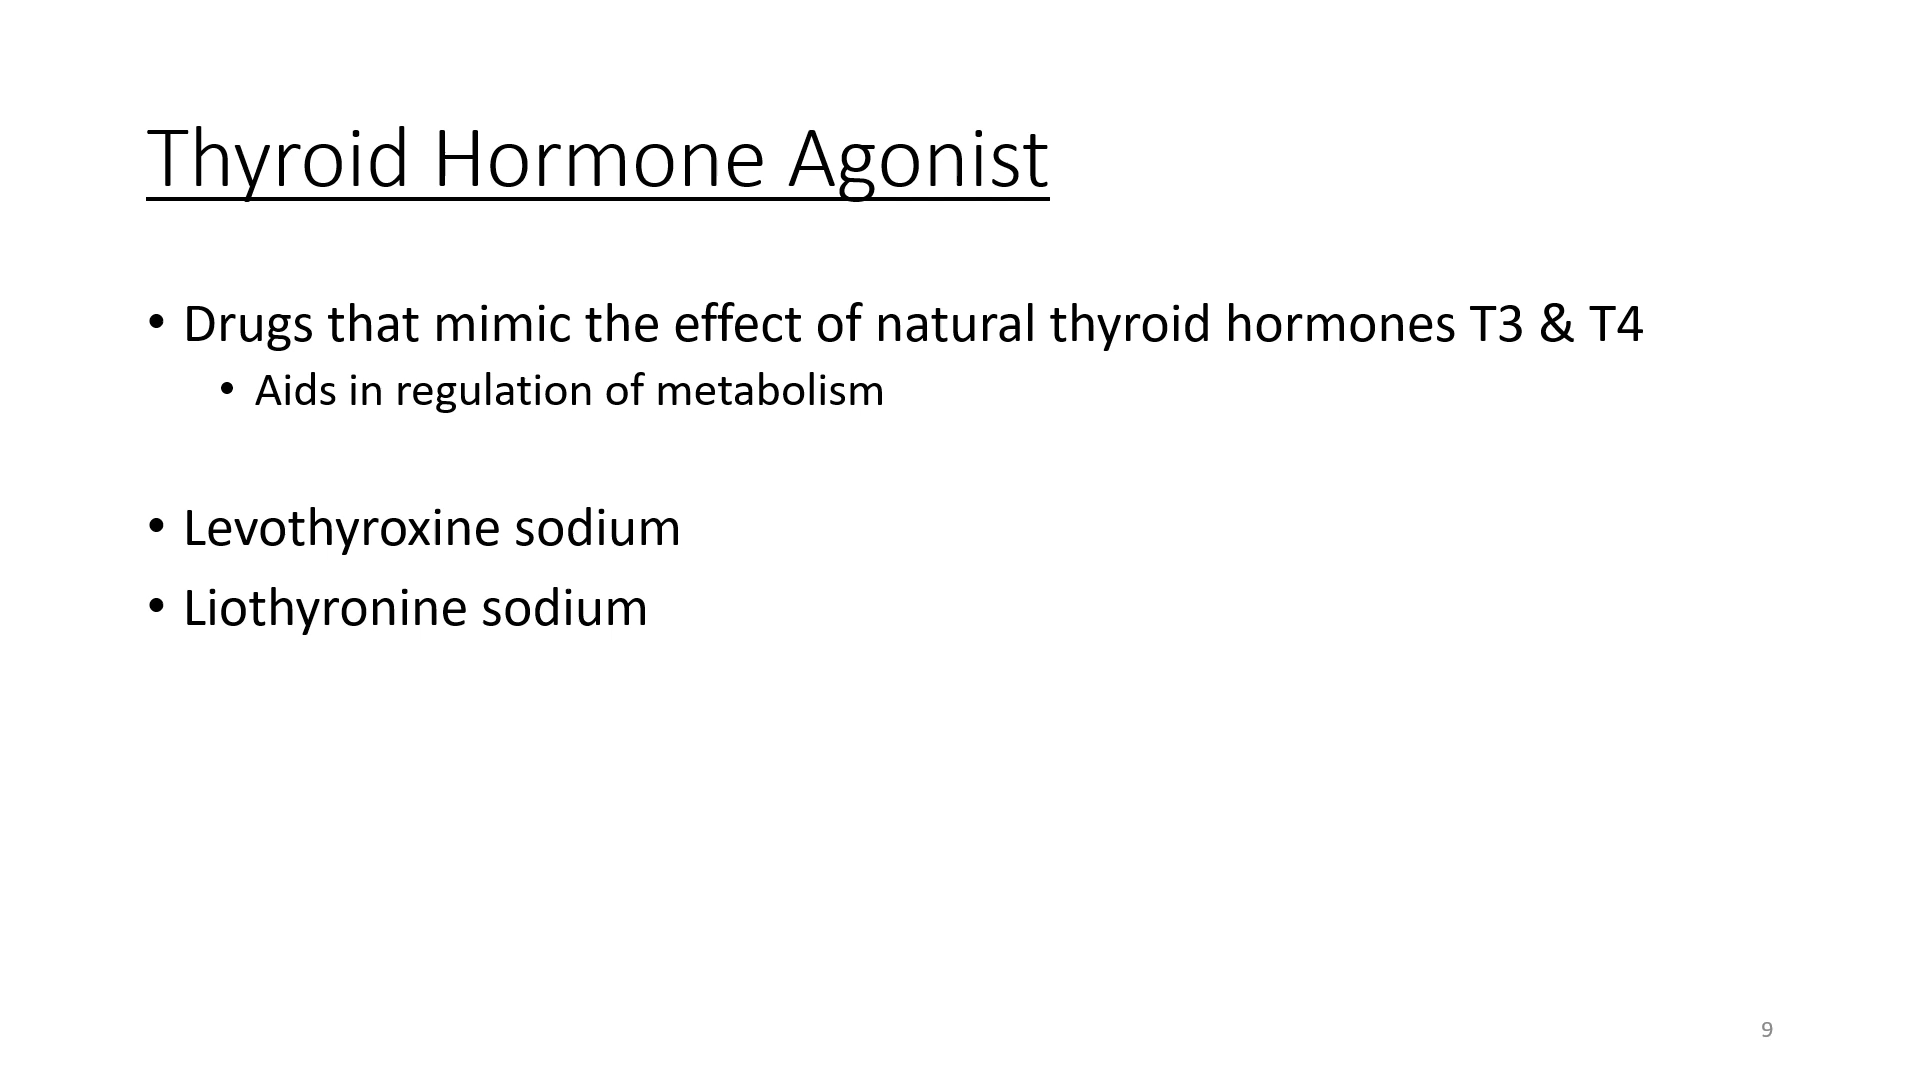 Thyroid Hormone Agonist
• Drugs that mimic the effect of natural thyroid hormones T3 & T4
• Aids in regulation of metabolism
• Levothyroxine sodium
• Liothyronine sodium
9